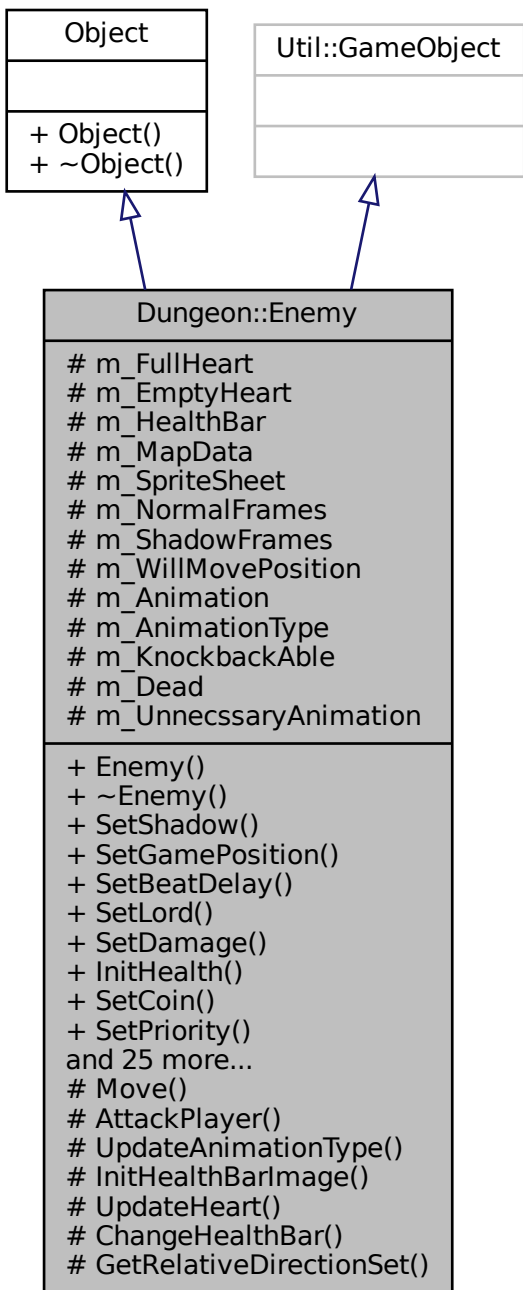 Object
+ Object()
+ ~Object()
Util::GameObject
Dungeon::Enemy
# m_FullHeart
# m_EmptyHeart
# m_HealthBar
# m_MapData
# m_SpriteSheet
# m_NormalFrames
# m_ShadowFrames
# m_WillMovePosition
# m_Animation
# m_AnimationType
# m_KnockbackAble
# m_Dead
# m_UnnecssaryAnimation
+ Enemy()
+ ~Enemy()
+ SetShadow()
+ SetGamePosition()
+ SetBeatDelay()
+ SetLord()
+ SetDamage()
+ InitHealth()
+ SetCoin()
+ SetPriority()
and 25 more...
# Move()
# AttackPlayer()
# UpdateAnimationType()
# InitHealthBarImage()
# UpdateHeart()
# ChangeHealthBar()
# GetRelativeDirectionSet()